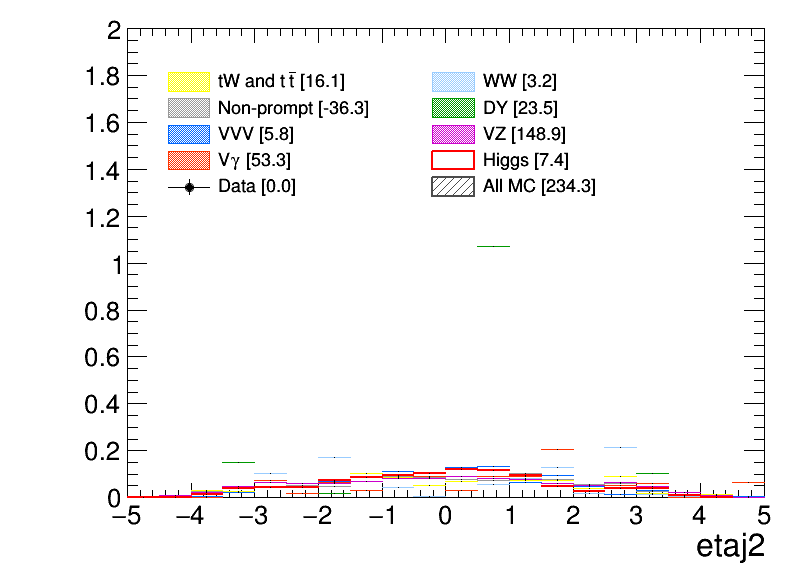 2
1.8
1.6
1.4
1.2
1
0.8
0.6
0.4
0.2
0
tW and t t̄ [16.1]
Non-prompt [-36.3]
VVV [5.8]
Vγ [53.3]
Data [0.0]
WW [3.2]
DY [23.5]
VZ [148.9]
Higgs [7.4]
All MC [234.3]
−5 −4 −3 −2 −1 0 1 2 3 4 5
etaj2